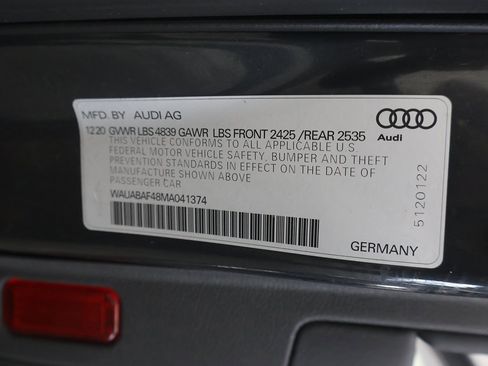 MFD. BY AUDI AG
12 20 GVWR LBS 4839 GAWR LBS FRONT 2425 /REAR 2535
THIS VEHICLE CONFORMS TO ALL APPLICABLE U.S
FEDERAL MOTOR VEHICLE SAFETY, BUMPER AND THEFT
PREVENTION STANDARDS IN EFFECT ON THE DATE OF
MANUFACTURE SHOWN ABOVE
PASSENGER CAR
WAUABAF48MA041374
Audi
5120122
GERMANY